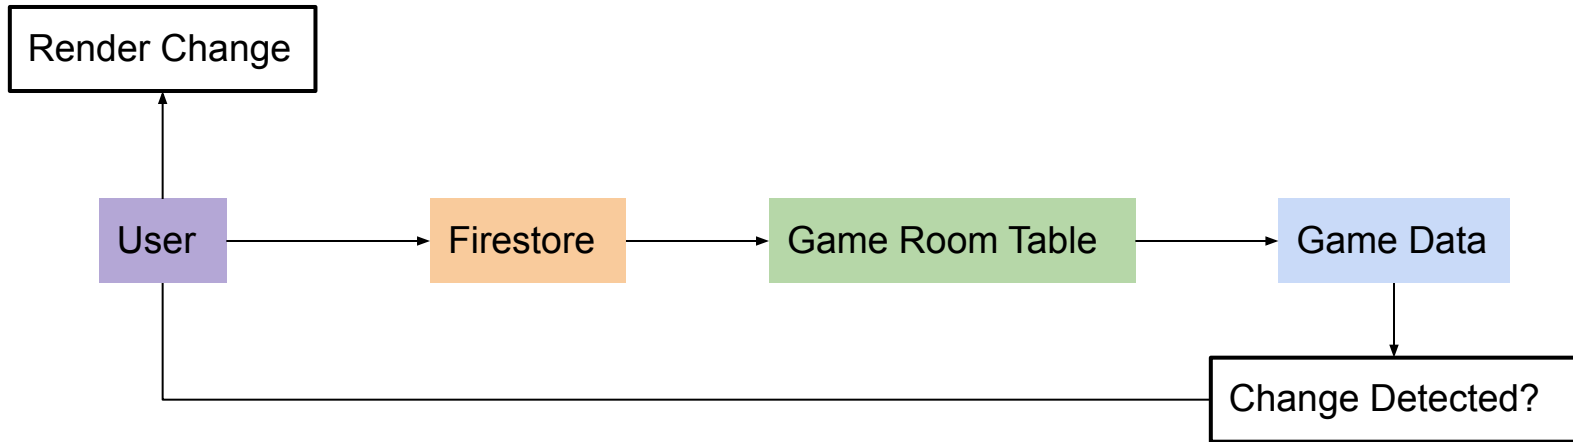 Render Change
User
Firestore
Game Room Table
Game Data
Change Detected?